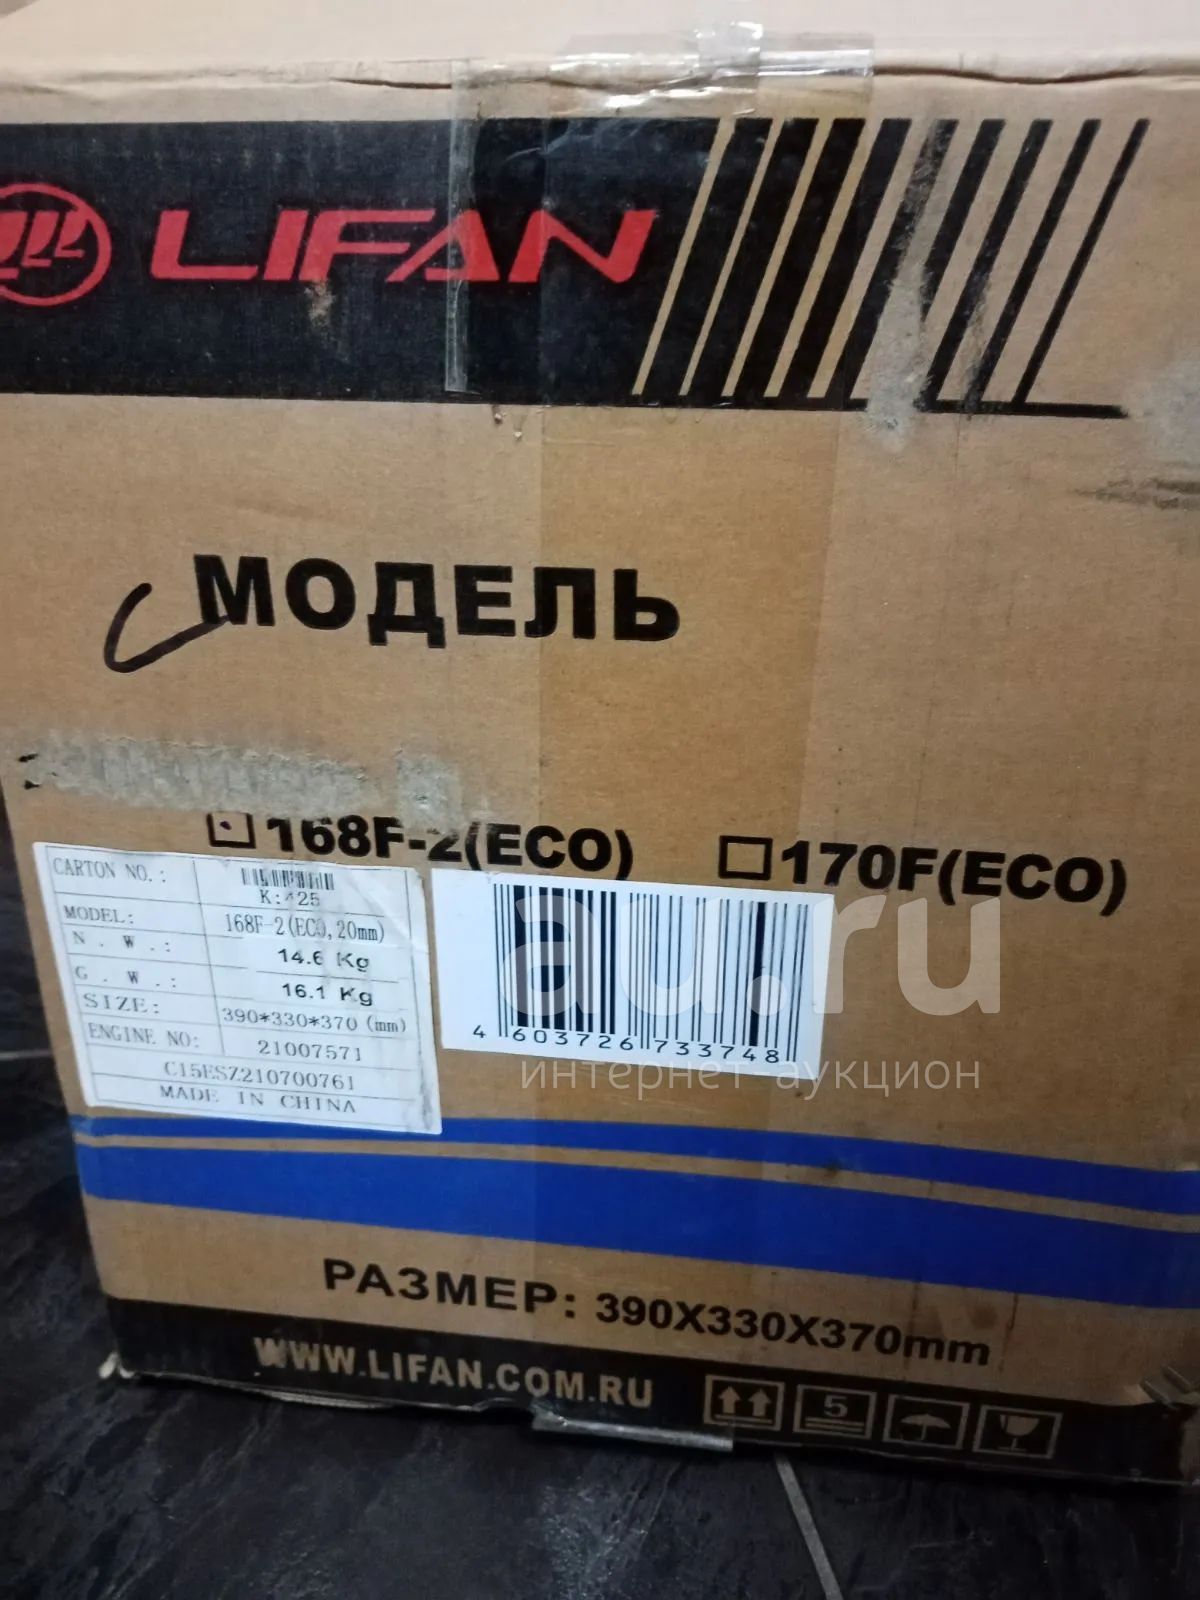 LIFAN
МОДЕЛЬ
168F-2(ECO) 170F(ECO)
CARTON NO.:
K: 425
MODEL: 168F-2(ECO, 20mm)
N . W .: 14.6 Kg
G . W .: 16.1 Kg
SIZE: 390*330*370 (mm)
ENGINE NO: 21007571
C15ESZ210700761
MADE IN CHINA
4 603726 733748
au.ru
интернет-аукцион
РАЗМЕР: 390X330X370mm
WWW.LIFAN.COM.RU
5